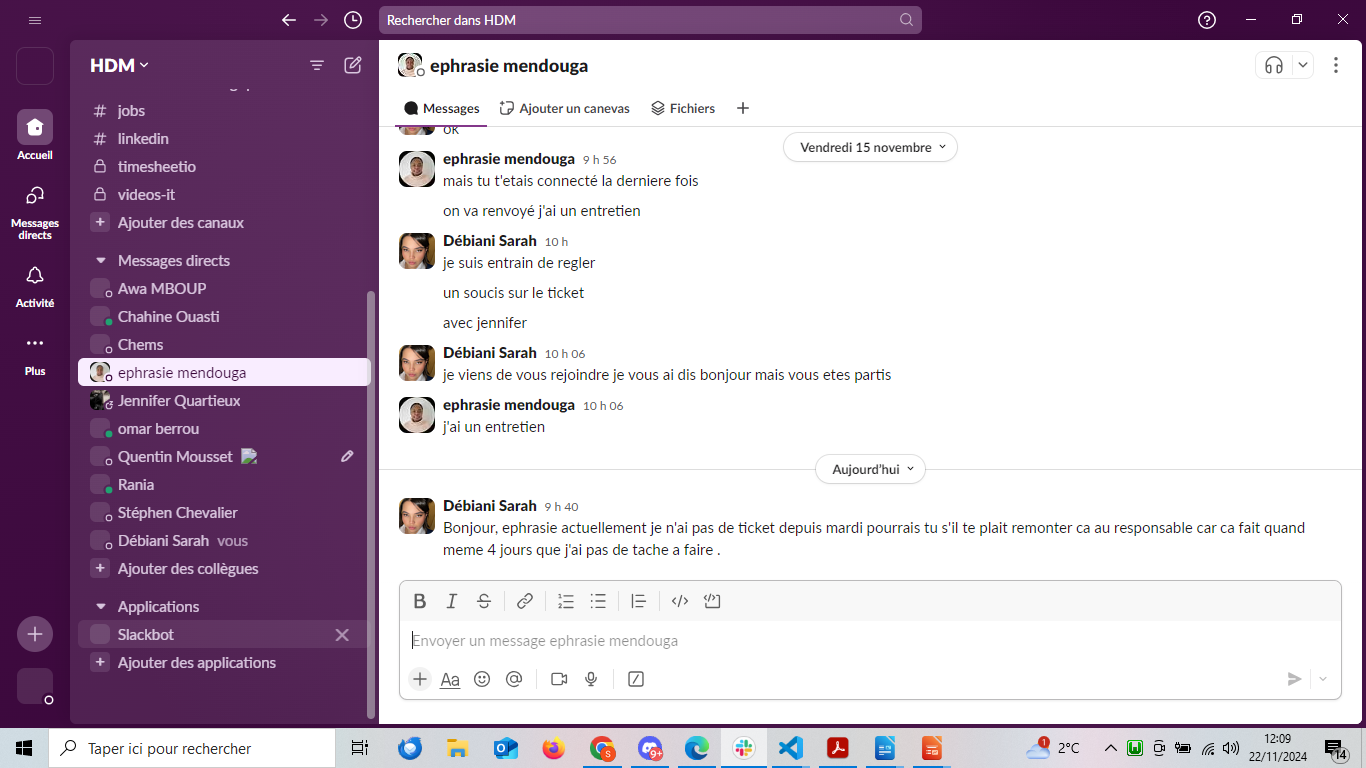 Rechercher dans HDM
HDM
Accueil
Messages directs
Activité
Plus
# jobs
# linkedin
timesheetio
videos-it
+ Ajouter des canaux
Messages directs
Awa MBOUP
Chahine Ouasti
Chems
ephrasie mendouga
Jennifer Quartieux
omar berrou
Quentin Mousset
Rania
Stéphen Chevalier
Débiani Sarah vous
+ Ajouter des collègues
Applications
Slackbot
+ Ajouter des applications
ephrasie mendouga
Messages Ajouter un canevas Fichiers +
ok
Vendredi 15 novembre
ephrasie mendouga 9 h 56
mais tu t'etais connecté la derniere fois
on va renvoyé j'ai un entretien
Débiani Sarah 10 h
je suis entrain de regler
un soucis sur le ticket
avec jennifer
Débiani Sarah 10 h 06
je viens de vous rejoindre je vous ai dis bonjour mais vous etes partis
ephrasie mendouga 10 h 06
j'ai un entretien
Aujourd'hui
Débiani Sarah 9 h 40
Bonjour, ephrasie actuellement je n'ai pas de ticket depuis mardi pourrais tu s'il te plait remonter ca au responsable car ca fait quand
meme 4 jours que j'ai pas de tache a faire .
B I S
Envoyer un message ephrasie mendouga
+ Aa @
Taper ici pour rechercher
S
9+
1
2°C
12:09
22/11/2024
14